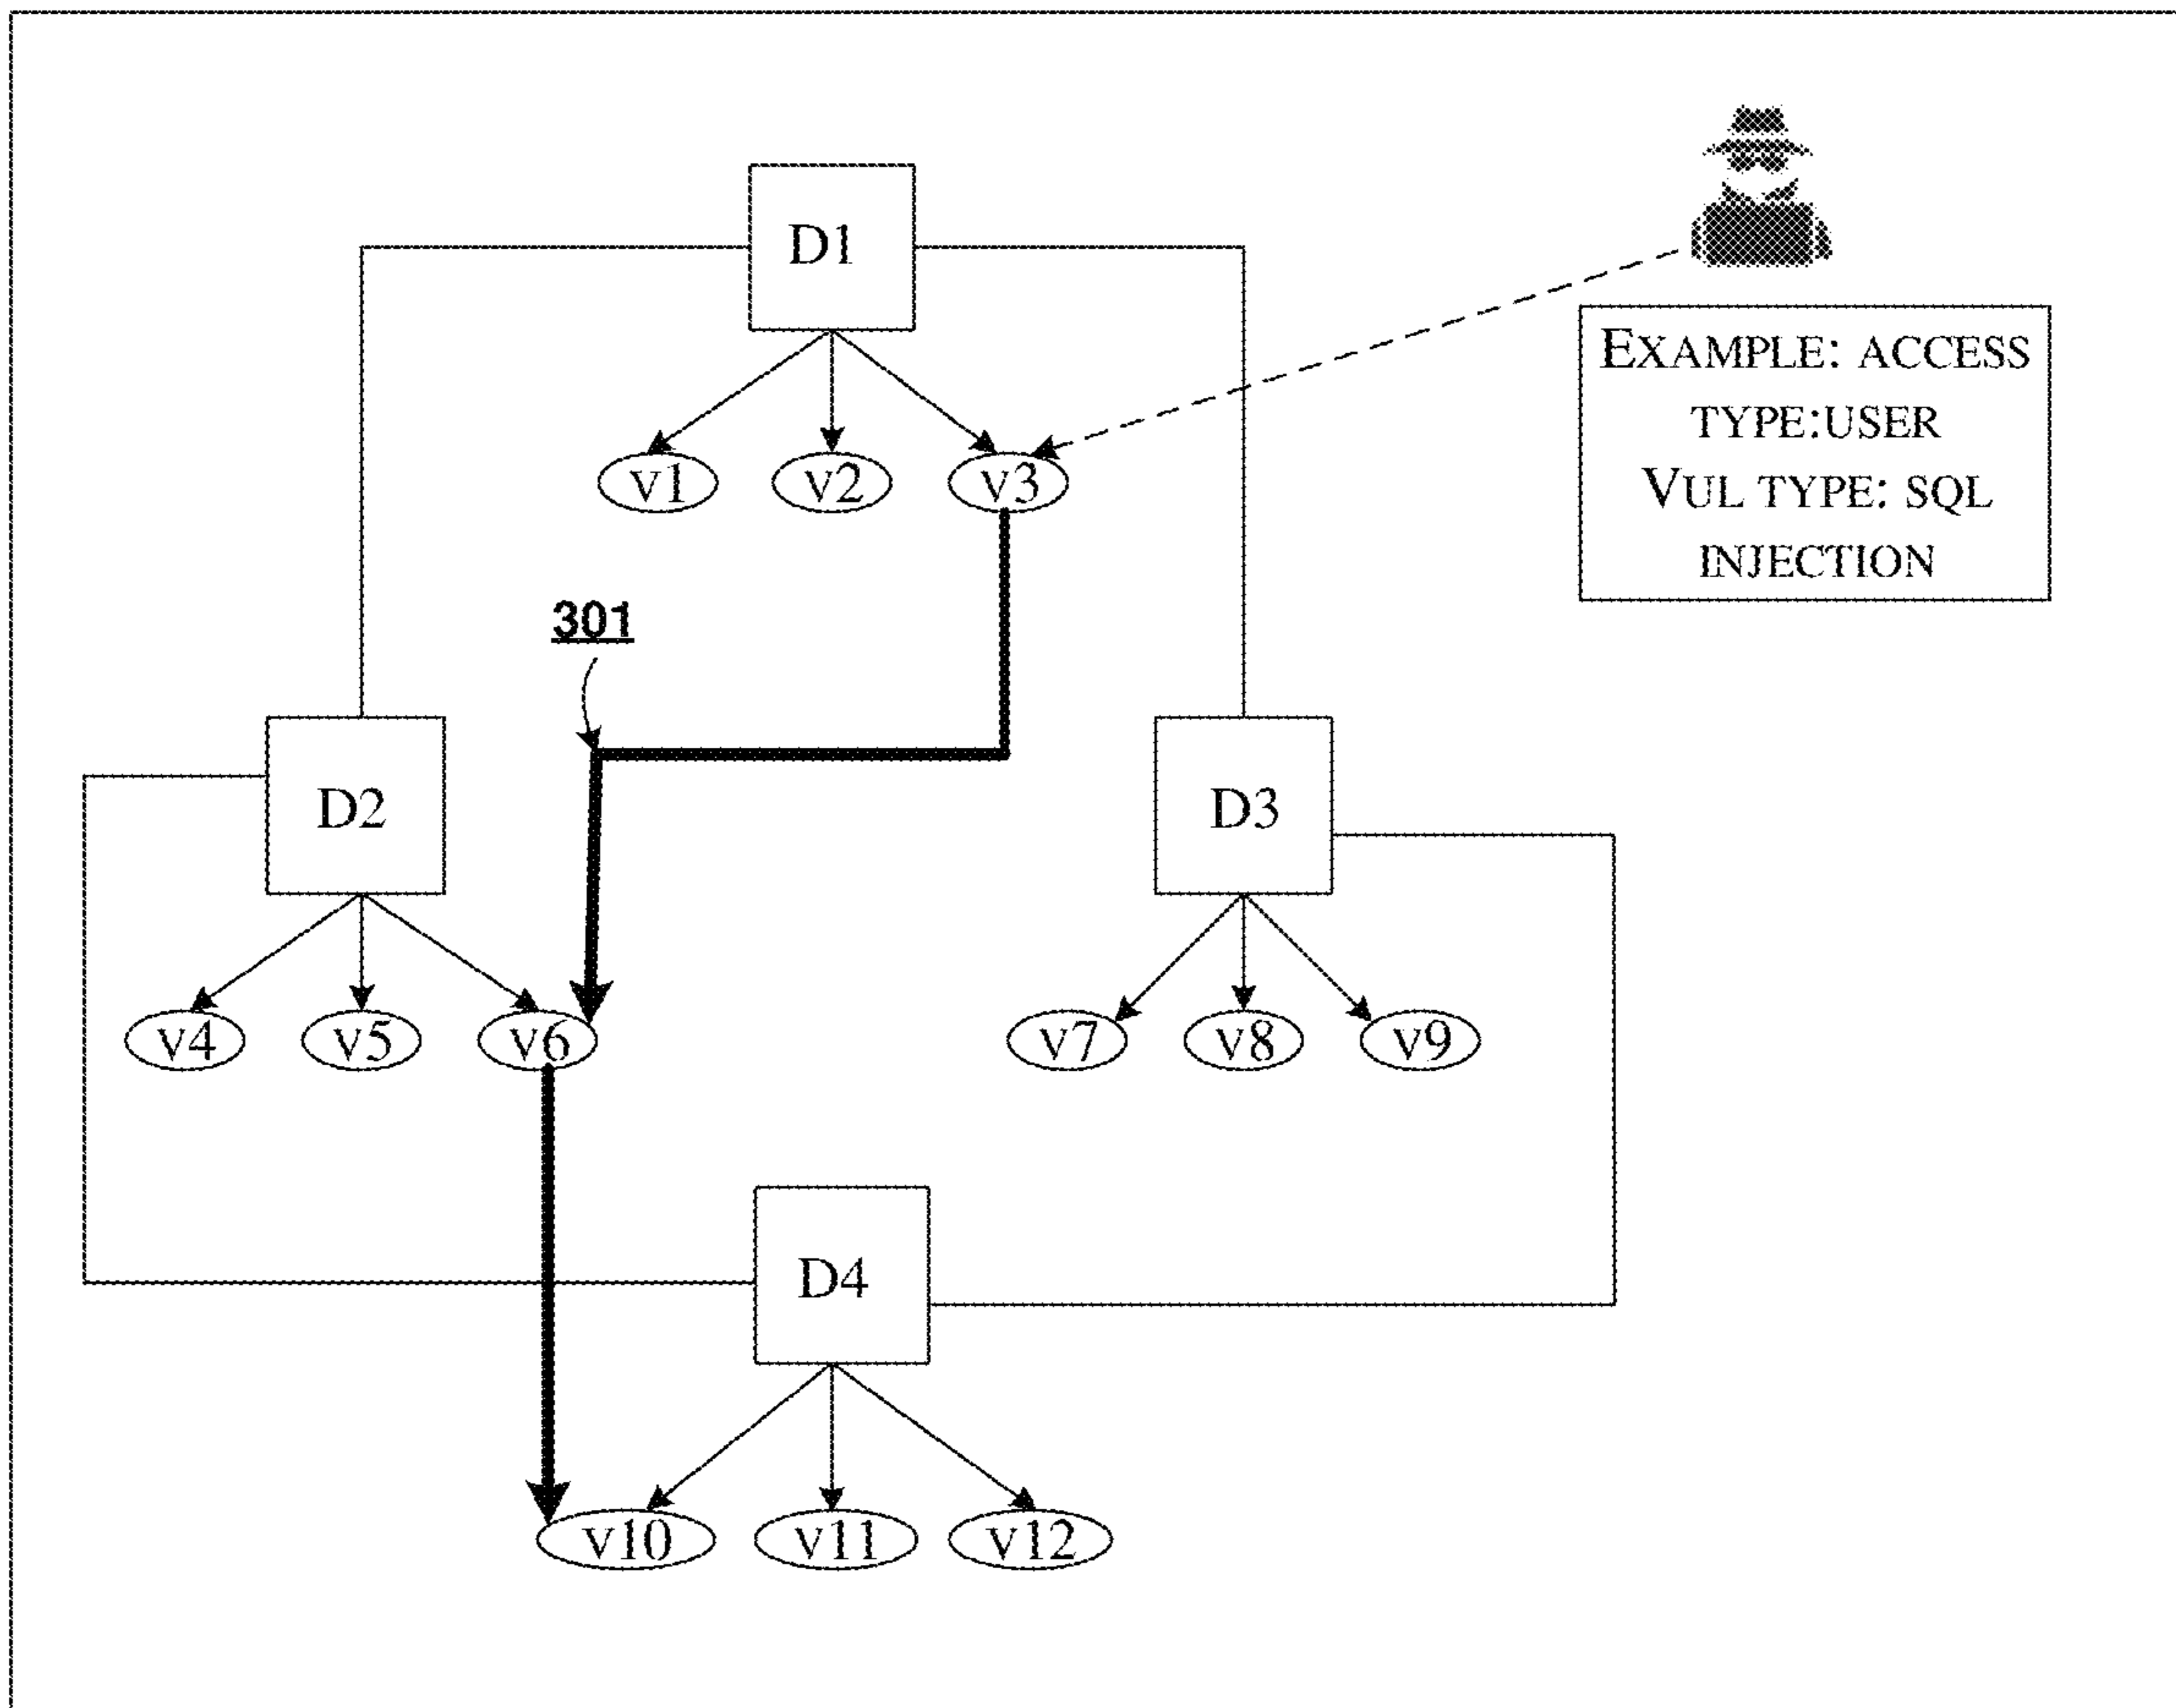 D1
EXAMPLE: ACCESS
TYPE:USER
VUL TYPE: SQL
INJECTION
v1 v2 v3
301
D2 D3
v4 v5 v6 v7 v8 v9
D4
v10 v11 v12